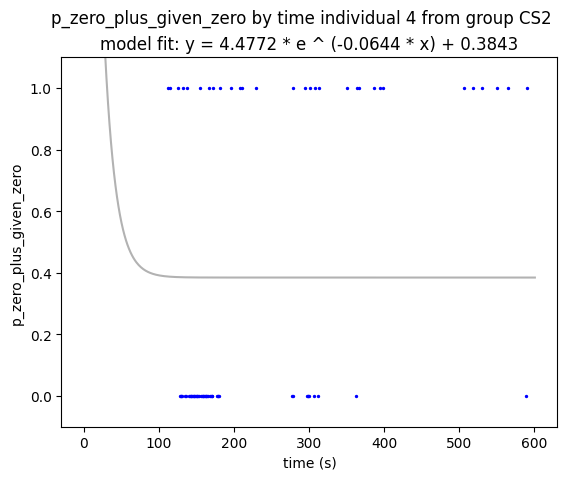 p_zero_plus_given_zero by time individual 4 from group CS2
model fit: y = 4.4772 * e ^ (-0.0644 * x) + 0.3843
1.0
0.8
0.6
0.4
0.2
0.0
p_zero_plus_given_zero
0 100 200 300 400 500 600
time (s)